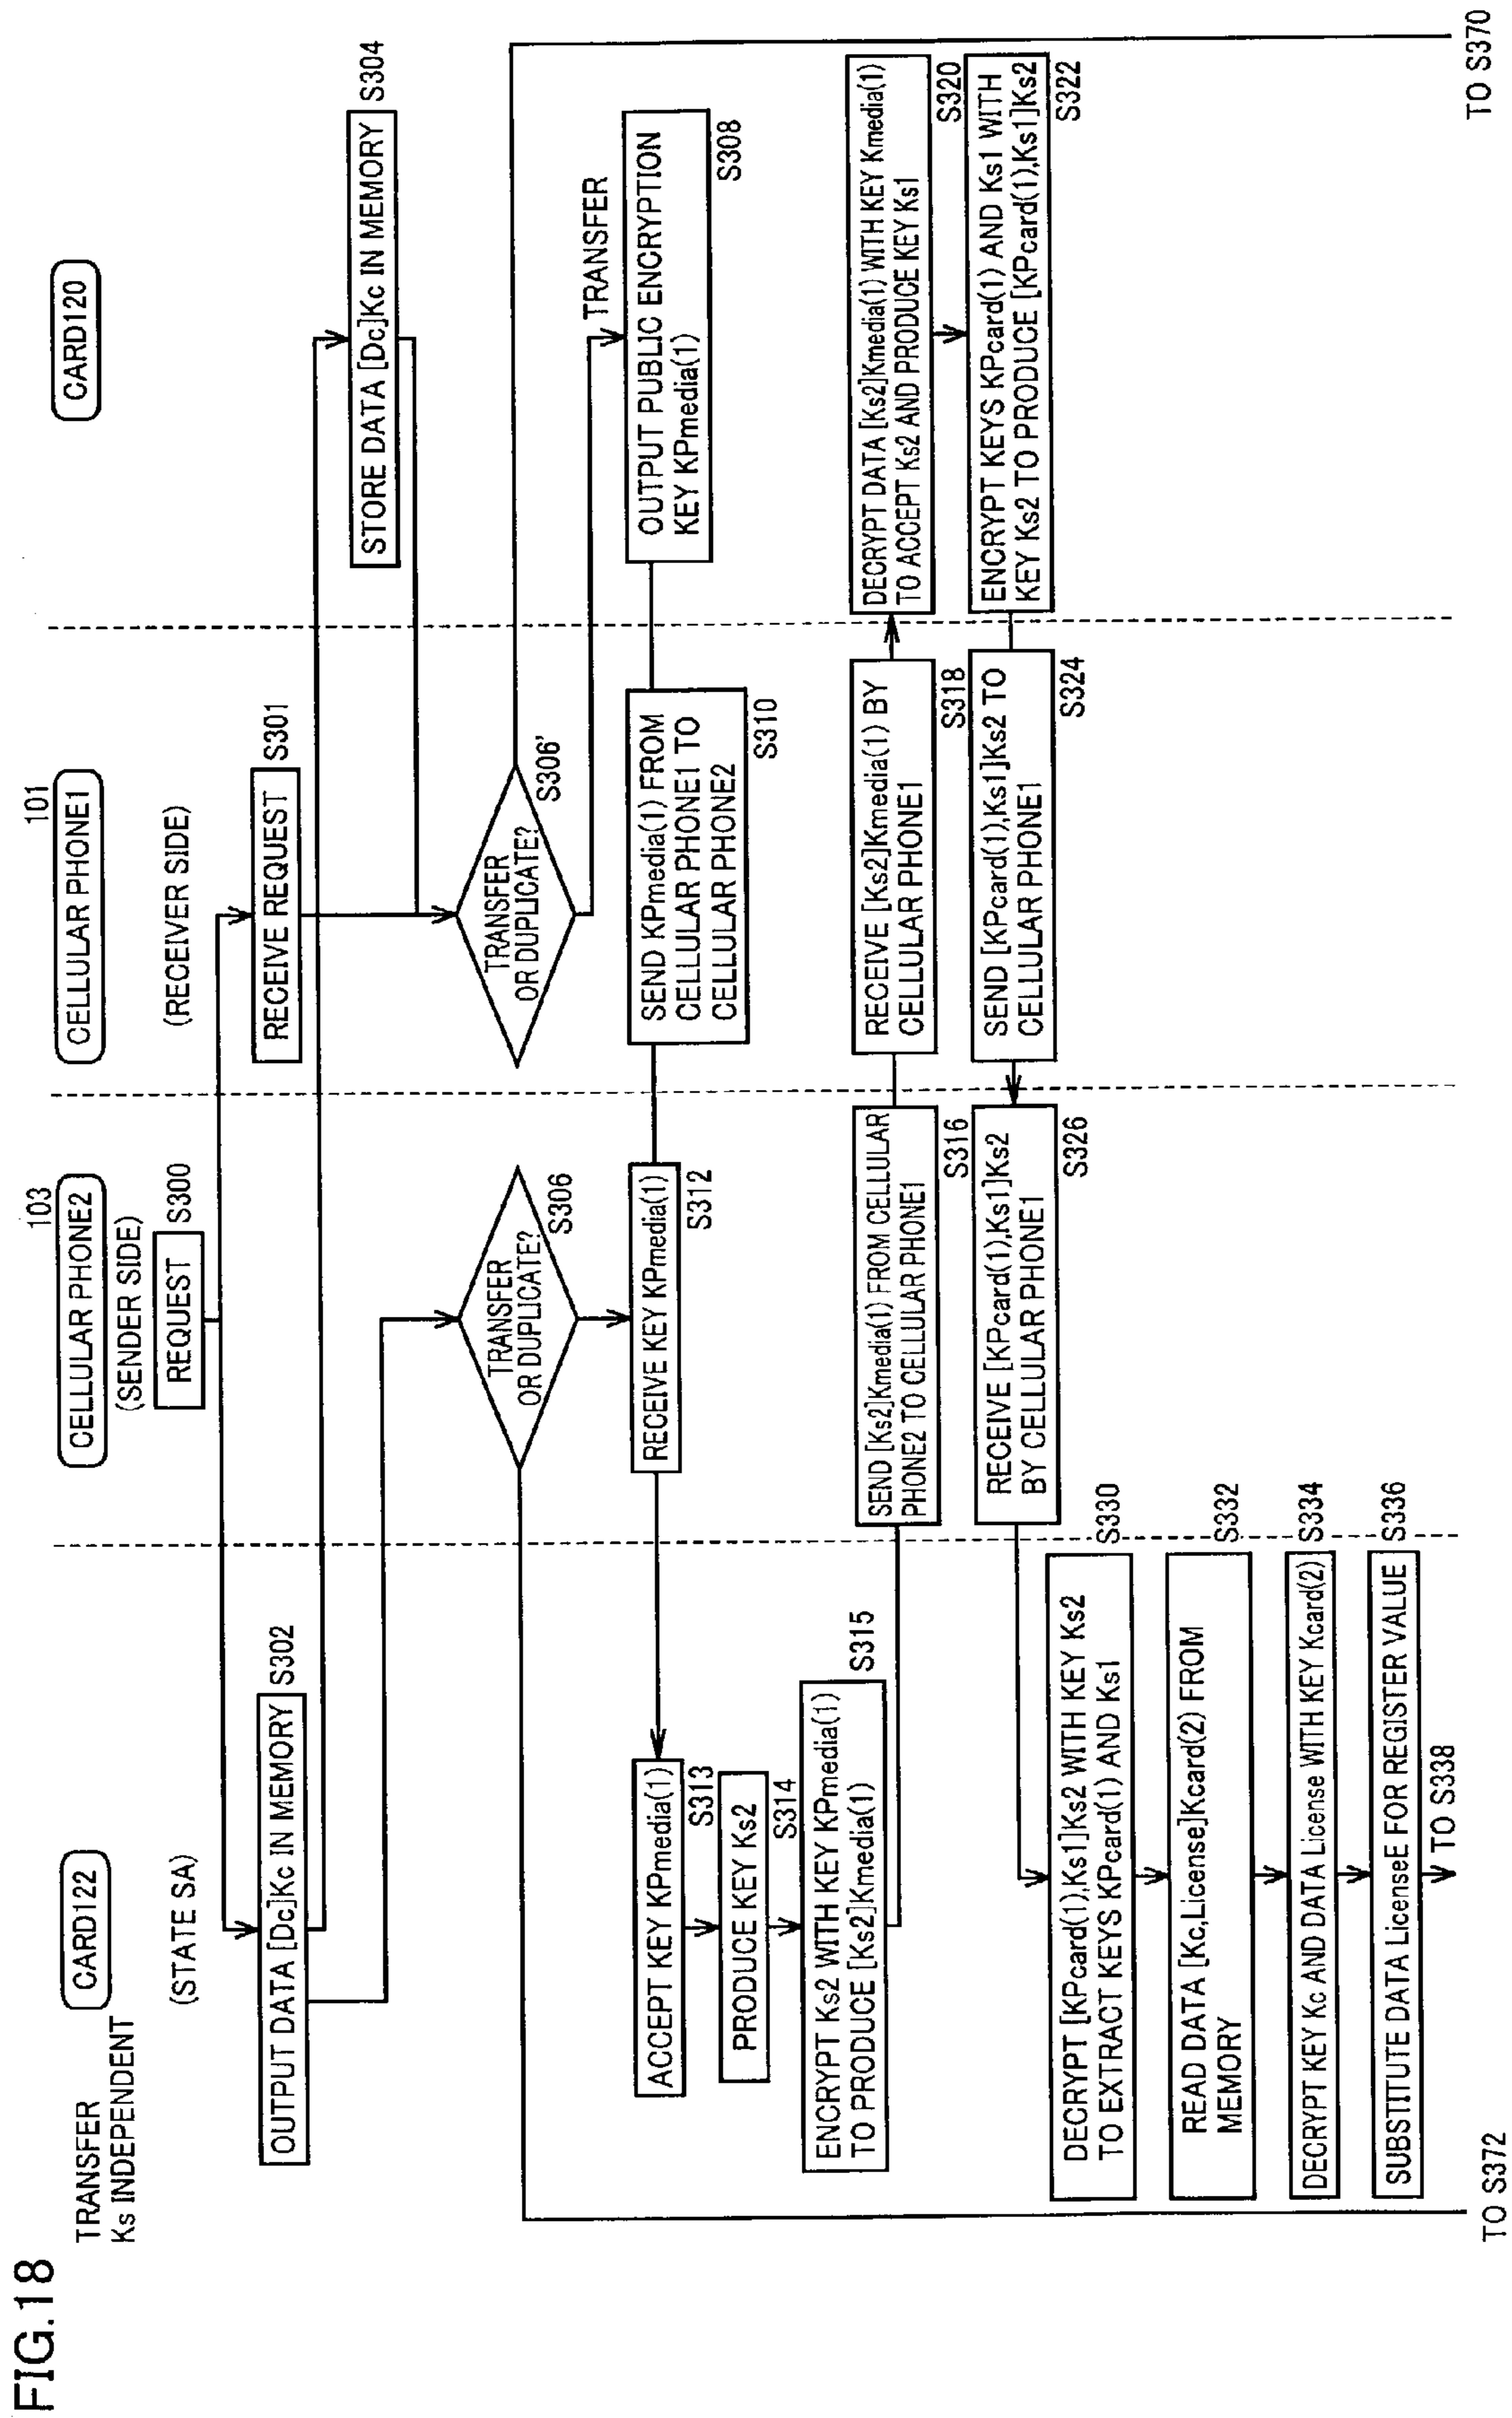 FIG.18
TRANSFER
Ks INDEPENDENT
CARD122
(STATE SA)
103
CELLULAR PHONE2
(SENDER SIDE)
101
CELLULAR PHONE1
(RECEIVER SIDE)
CARD120
REQUEST
S300
RECEIVE REQUEST
S301
OUTPUT DATA [Dc]Kc IN MEMORY
S302
STORE DATA [Dc]Kc IN MEMORY
S304
TRANSFER
OR DUPLICATE?
S306
TRANSFER
OR DUPLICATE?
S306'
TRANSFER
OUTPUT PUBLIC ENCRYPTION
KEY KPmedia(1)
S308
SEND KPmedia(1) FROM
CELLULAR PHONE1 TO
CELLULAR PHONE2
S310
RECEIVE KEY KPmedia(1)
S312
ACCEPT KEY KPmedia(1)
S313
PRODUCE KEY Ks2
S314
ENCRYPT Ks2 WITH KEY KPmedia(1)
TO PRODUCE [Ks2]Kmedia(1)
S315
SEND [Ks2]Kmedia(1) FROM CELLULAR
PHONE2 TO CELLULAR PHONE1
S316
RECEIVE [Ks2]Kmedia(1) BY
CELLULAR PHONE1
S318
DECRYPT DATA [Ks2]Kmedia(1) WITH KEY Kmedia(1)
TO ACCEPT Ks2 AND PRODUCE KEY Ks1
S320
ENCRYPT KEYS KPcard(1) AND Ks1 WITH
KEY Ks2 TO PRODUCE [KPcard(1),Ks1]Ks2
S322
SEND [KPcard(1),Ks1]Ks2 TO
CELLULAR PHONE1
S324
RECEIVE [KPcard(1),Ks1]Ks2
BY CELLULAR PHONE1
S326
DECRYPT [KPcard(1),Ks1]Ks2 WITH KEY Ks2
TO EXTRACT KEYS KPcard(1) AND Ks1
S330
READ DATA [Kc,License]Kcard(2) FROM
MEMORY
S332
DECRYPT KEY Kc AND DATA License WITH KEY Kcard(2)
S334
SUBSTITUTE DATA LicenseE FOR REGISTER VALUE
S336
TO S338
TO S372
TO S370